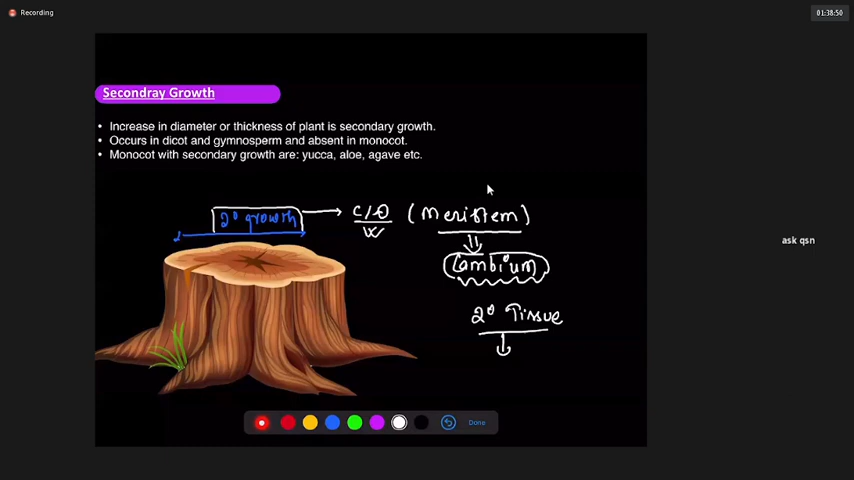 Recording
01:38:50
Secondray Growth
• Increase in diameter or thickness of plant is secondary growth.
• Occurs in dicot and gymnosperm and absent in monocot.
• Monocot with secondary growth are: yucca, aloe, agave etc.
2° growth → (Meristem)
Cambium
ask qsn
2° Tissue
Done